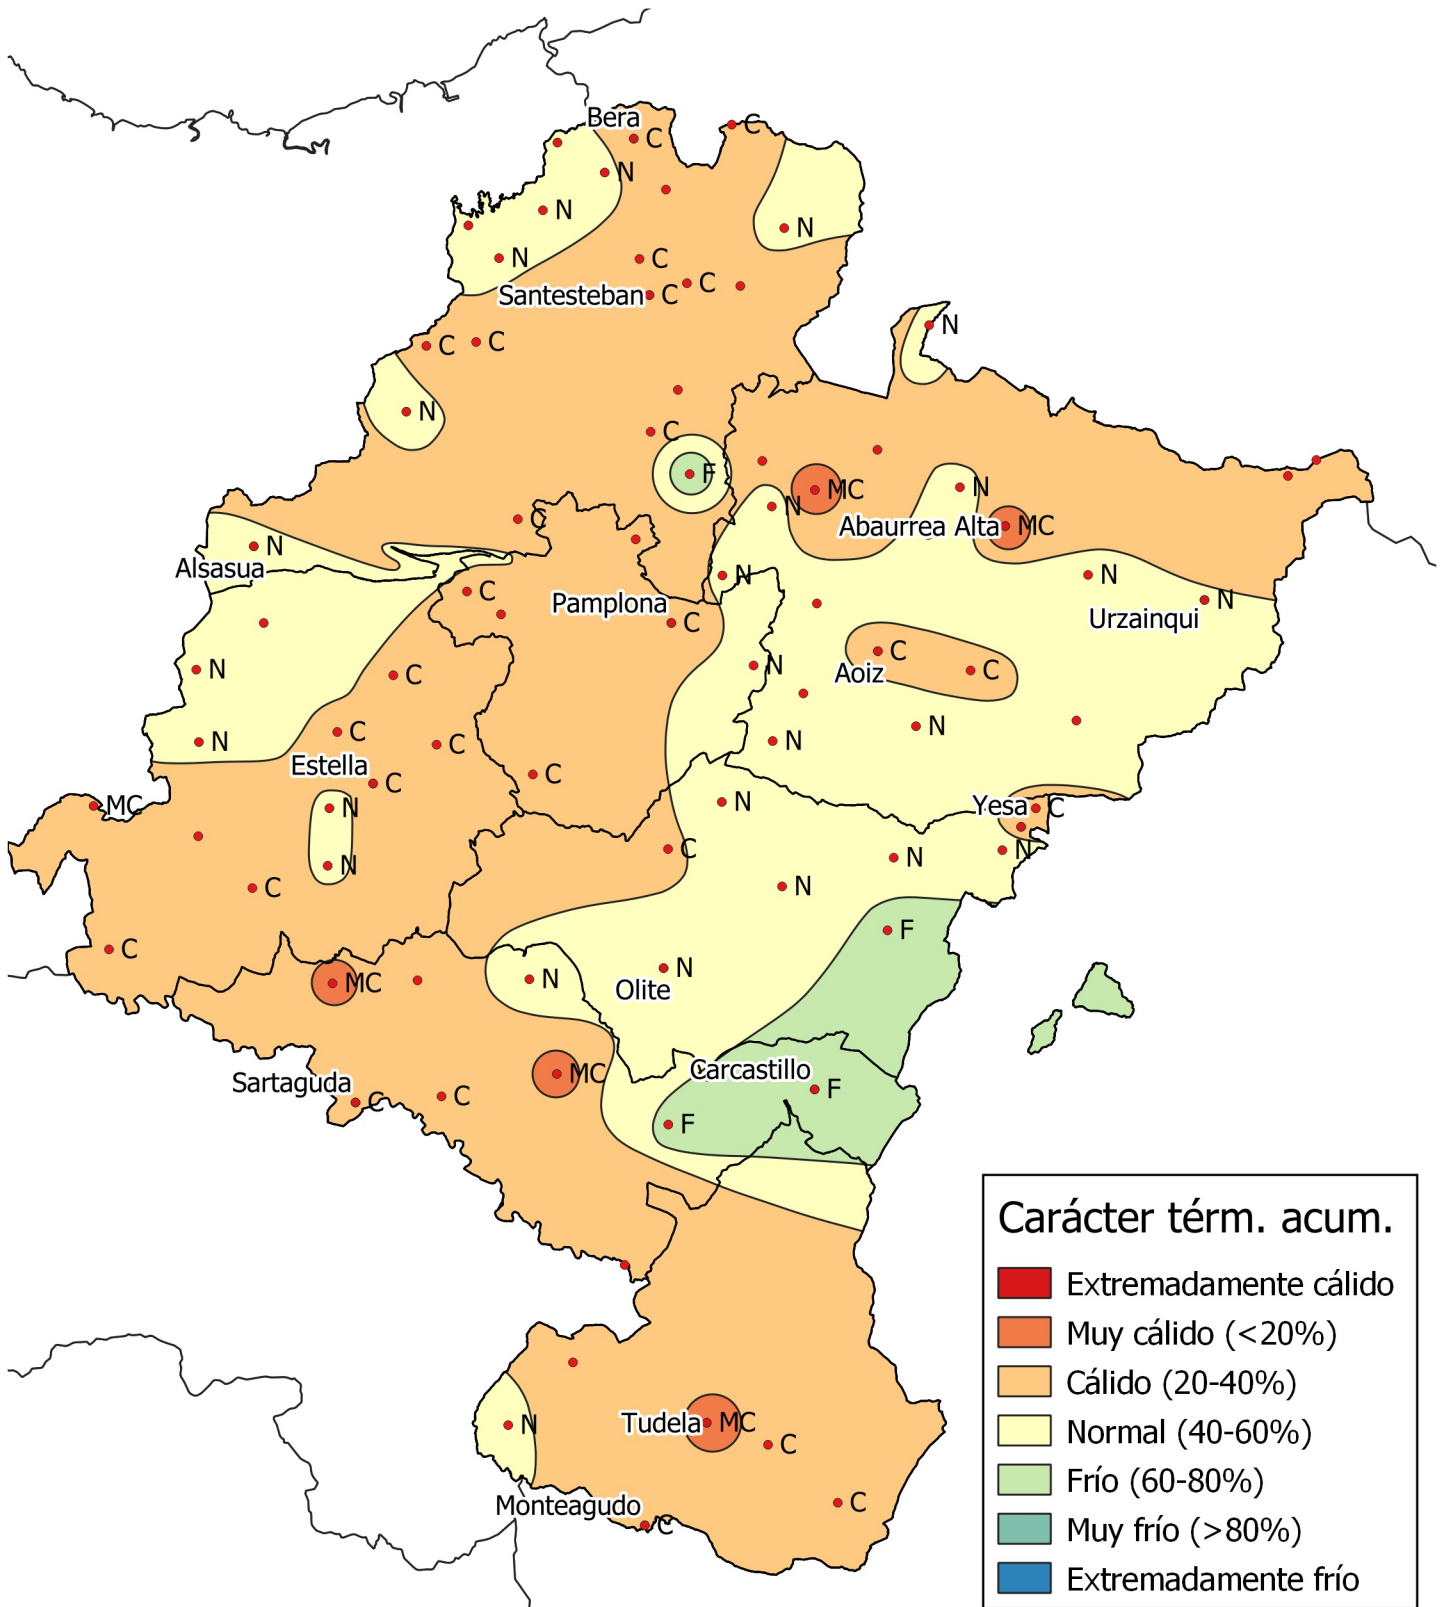 Bera
C
C
N
N
N
N
C
C
Santesteban
C
N
C
C
N
C
F
MC
N
N
Abaurrea Alta
MC
C
N
Alsasua
N
N
Urzainqui
N
C
Pamplona
C
C
Aoiz
C
N
N
C
N
N
N
C
C
Estella
C
C
MC
N
N
Yesa
C
N
C
N
N
N
C
F
C
N
Olite
MC
N
Sartaguda
C
C
MC
Carcastillo
F
F
N
Tudela
MC
C
Monteagudo
C
C
Carácter térm. acum.
Extremadamente cálido
Muy cálido (<20%)
Cálido (20-40%)
Normal (40-60%)
Frío (60-80%)
Muy frío (>80%)
Extremadamente frío